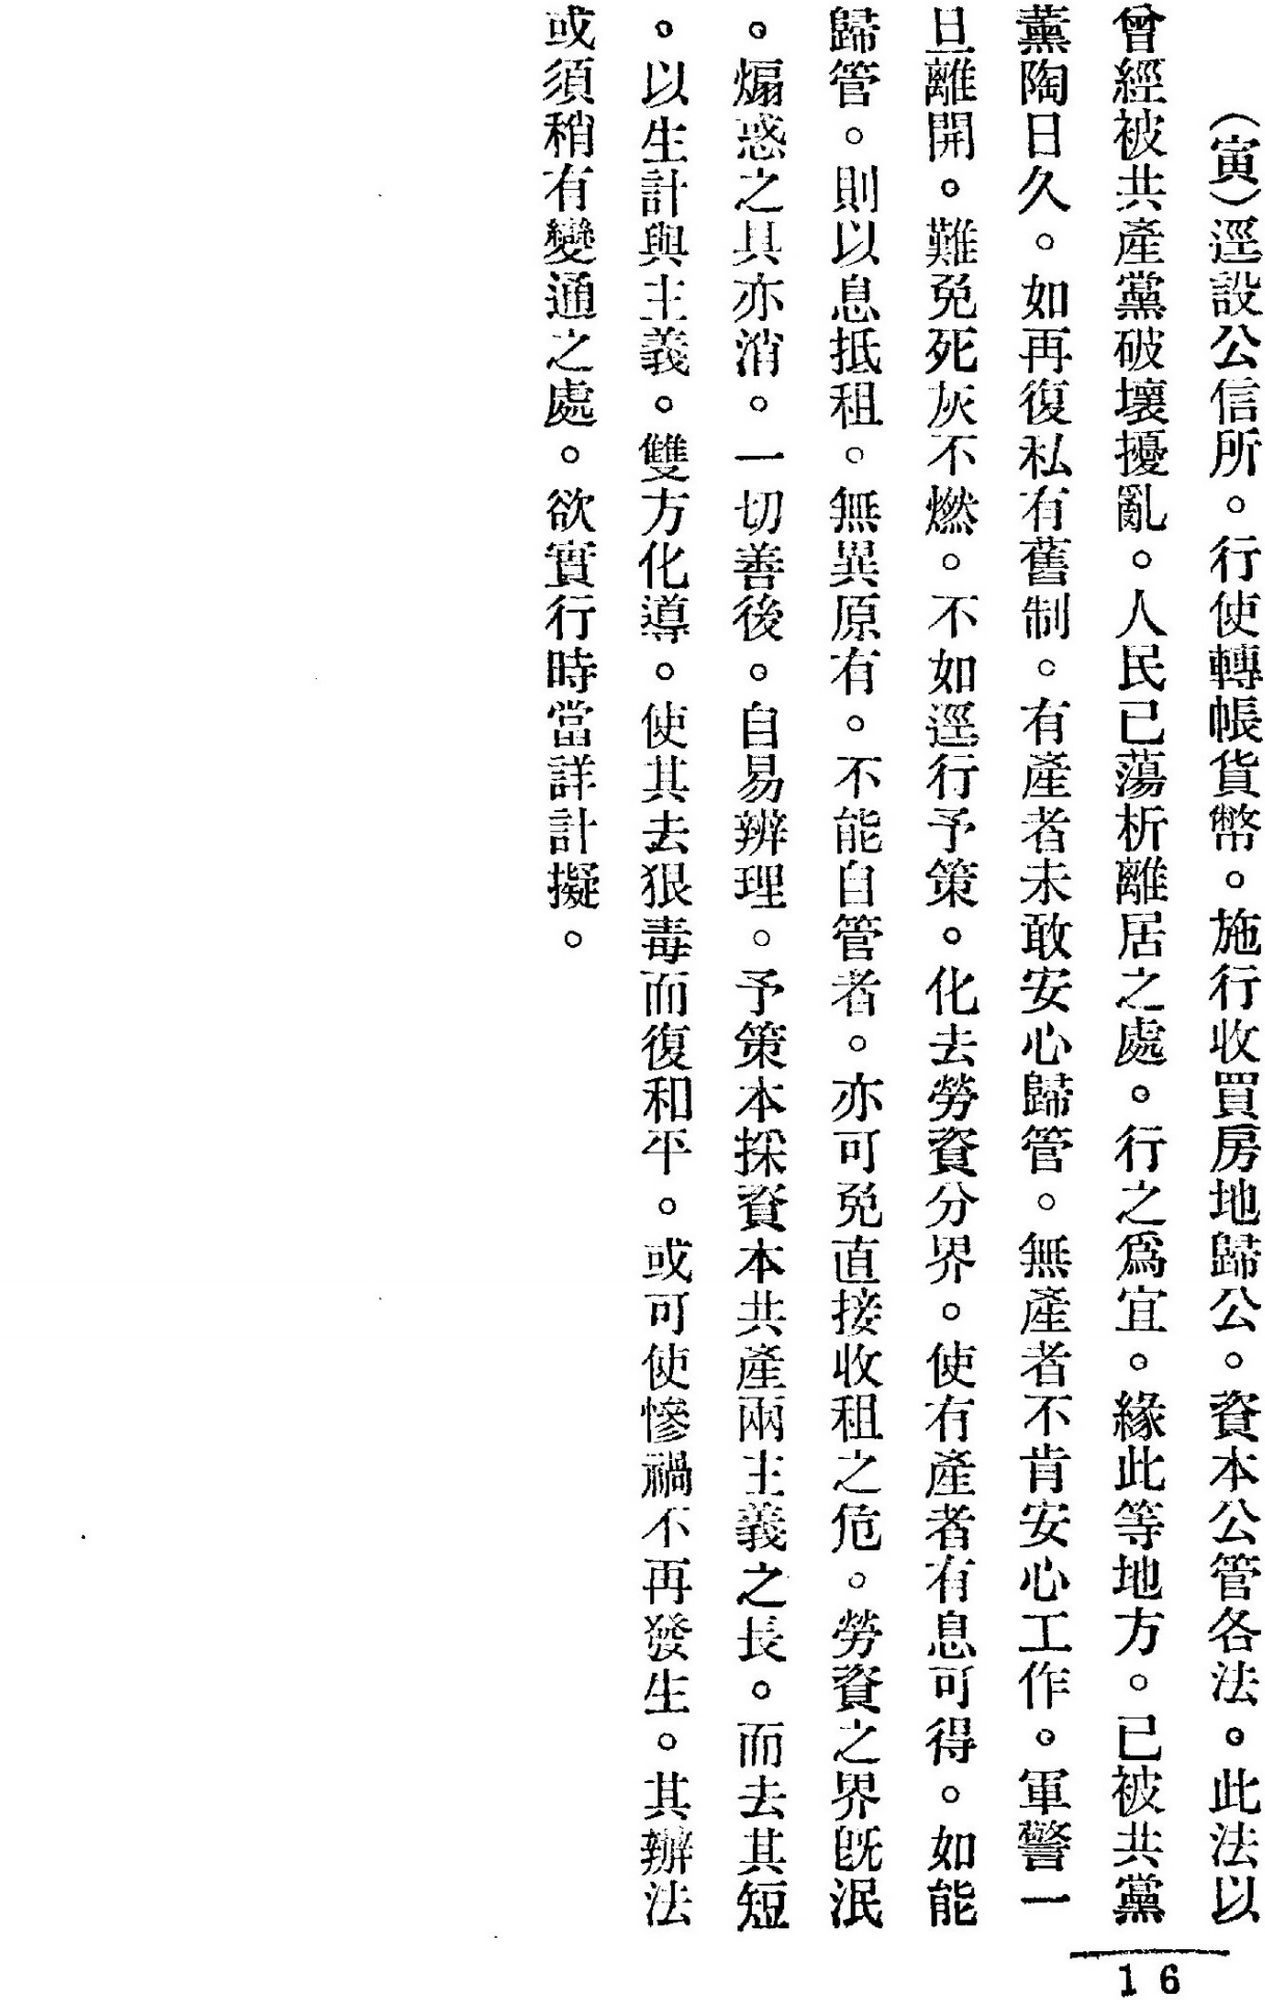 （寅）逕設公信所。行使轉帳貨幣。施行收買房地歸公。資本公管各法。此法以
曾經被共產黨破壞擾亂。人民已蕩析離居之處。行之爲宜。緣此等地方。已被共黨
薰陶日久。如再復私有舊制。有產者未敢安心歸管。無產者不肯安心工作。軍警一
旦離開。難免死灰不燃。不如逕行予策。化去勞資分界。使有產者有息可得。如能
歸管。則以息抵租。無異原有。不能自管者。亦可免直接收租之危。勞資之界旣泯
。煽惑之具亦消。一切善後。自易辨理。予策本採資本共產兩主義之長。而去其短
。以生計與主義。雙方化導。使其去狠毒而復和平。或可使慘禍不再發生。其辦法
或須稍有變通之處。欲實行時當詳計擬。
16